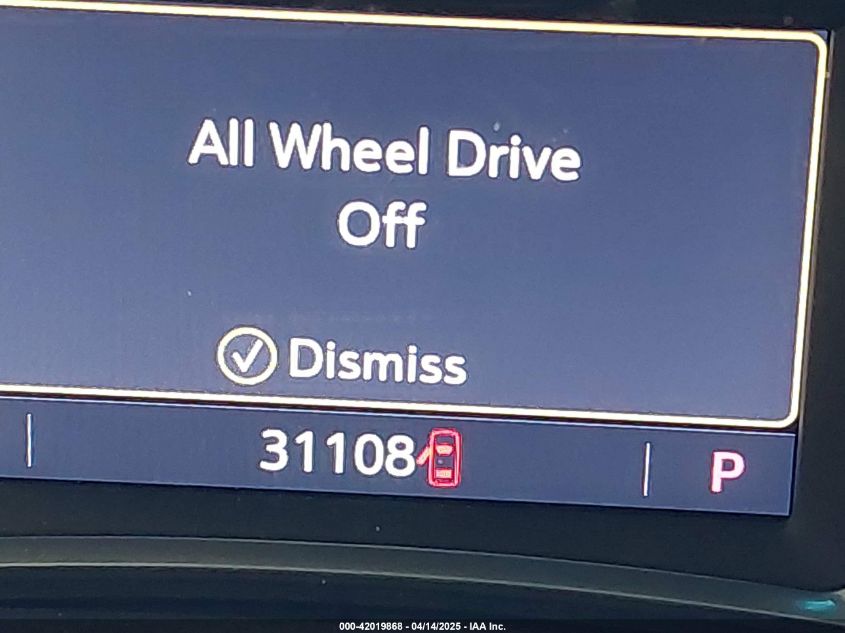 All Wheel Drive
Off
Dismiss
31108
P
000-42019868 - 04/14/2025 - IAA Inc.